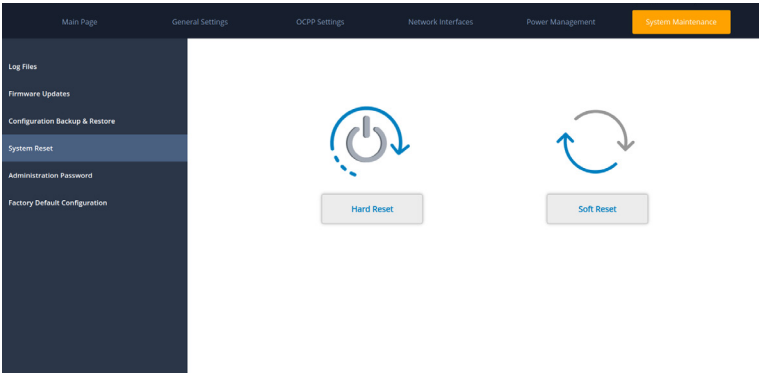 Main Page General Settings OCPP Settings Network Interfaces Power Management System Maintenance
Log Files
Firmware Updates
Configuration Backup & Restore
System Reset
Administration Password
Factory Default Configuration
Hard Reset Soft Reset